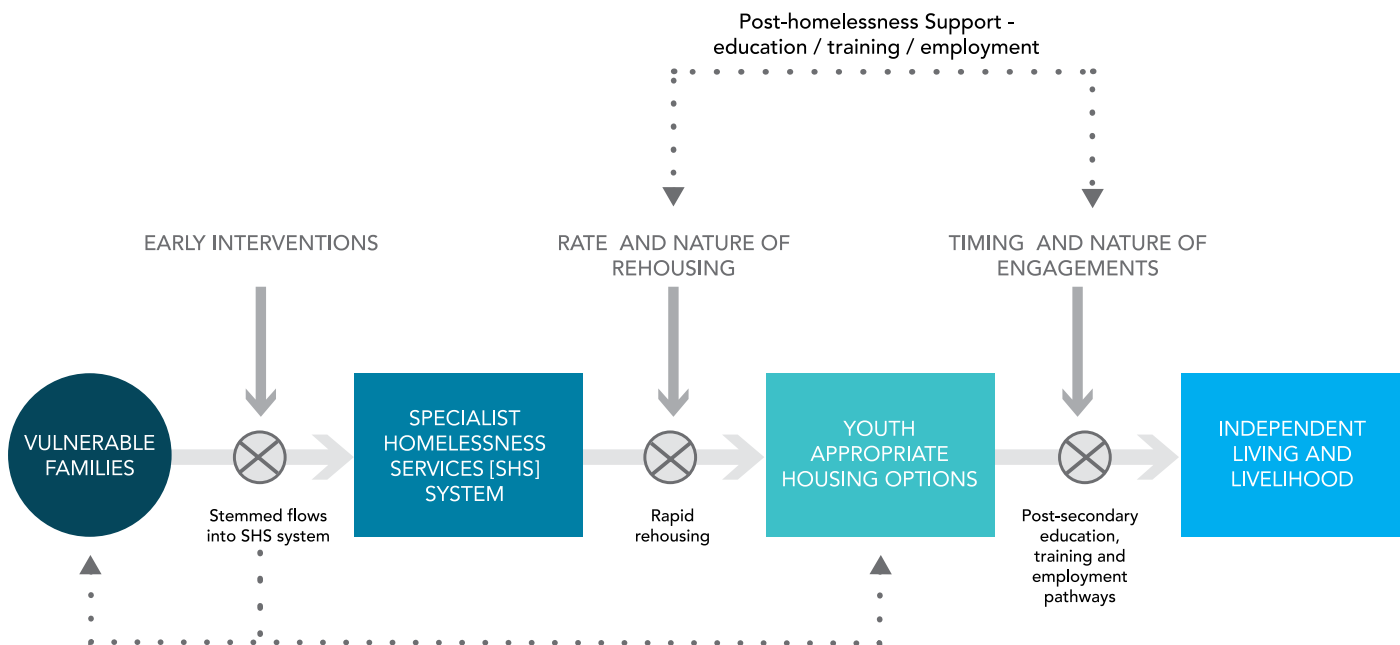 Post-homelessness Support -
education / training / employment
EARLY INTERVENTIONS
RATE AND NATURE OF
REHOUSING
TIMING AND NATURE OF
ENGAGEMENTS
VULNERABLE
FAMILIES
SPECIALIST
HOMELESSNESS
SERVICES [SHS]
SYSTEM
YOUTH
APPROPRIATE
HOUSING OPTIONS
INDEPENDENT
LIVING AND
LIVELIHOOD
Stemmed flows
into SHS system
Rapid
rehousing
Post-secondary
education,
training and
employment
pathways